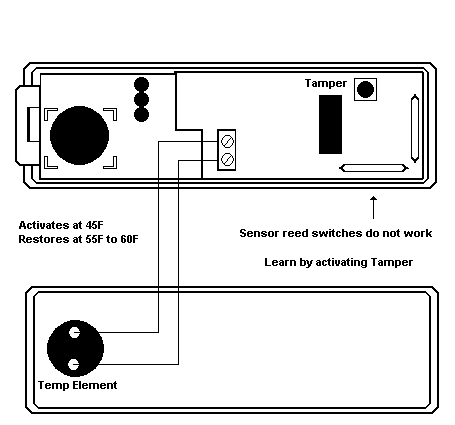 Tamper
Activates at 45F
Restores at 55F to 60F
Sensor reed switches do not work
Learn by activating Tamper
Temp Element